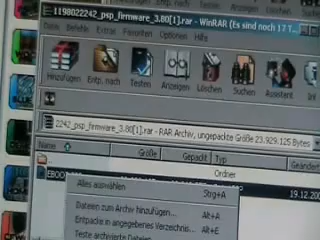 1198022242_psp_firmware_3.80[1].rar - WinRAR (Es sind noch 17 T
Datei Befehle Extras Favoriten Optionen Hilfe
Hinzufügen Entp. nach Testen Anzeigen Löschen Suchen Assistent
2242_psp_firmware_3.80[1].rar - RAR Archiv, ungepackte Größe 23.929.125 Bytes
Name Größe Gepackt Typ Geändert
Ordner
EBOO 19.12.200
Alles auswählen Strg+A
Dateien zum Archiv hinzufügen... Alt+A
Entpacke in angegebenes Verzeichnis... Alt+E
Teste archivierte Dateien